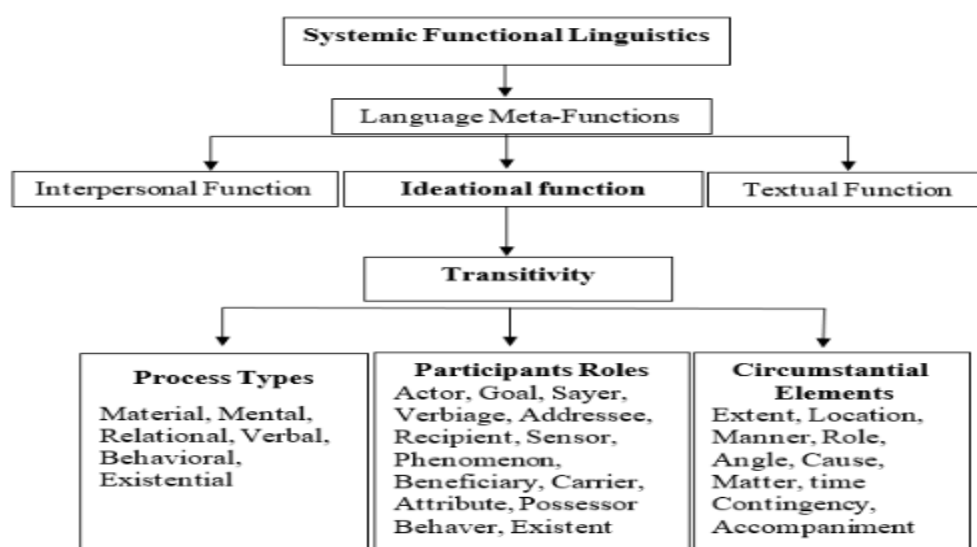 Systemic Functional Linguistics
Language Meta-Functions
Interpersonal Function
Ideational function
Textual Function
Transitivity
Process Types
Material, Mental,
Relational, Verbal,
Behavioral,
Existential
Participants Roles
Actor, Goal, Sayer,
Verbiage, Addressee,
Recipient, Sensor,
Phenomenon,
Beneficiary, Carrier,
Attribute, Possessor
Behaver, Existent
Circumstantial
Elements
Extent, Location,
Manner, Role,
Angle, Cause,
Matter, time
Contingency,
Accompaniment